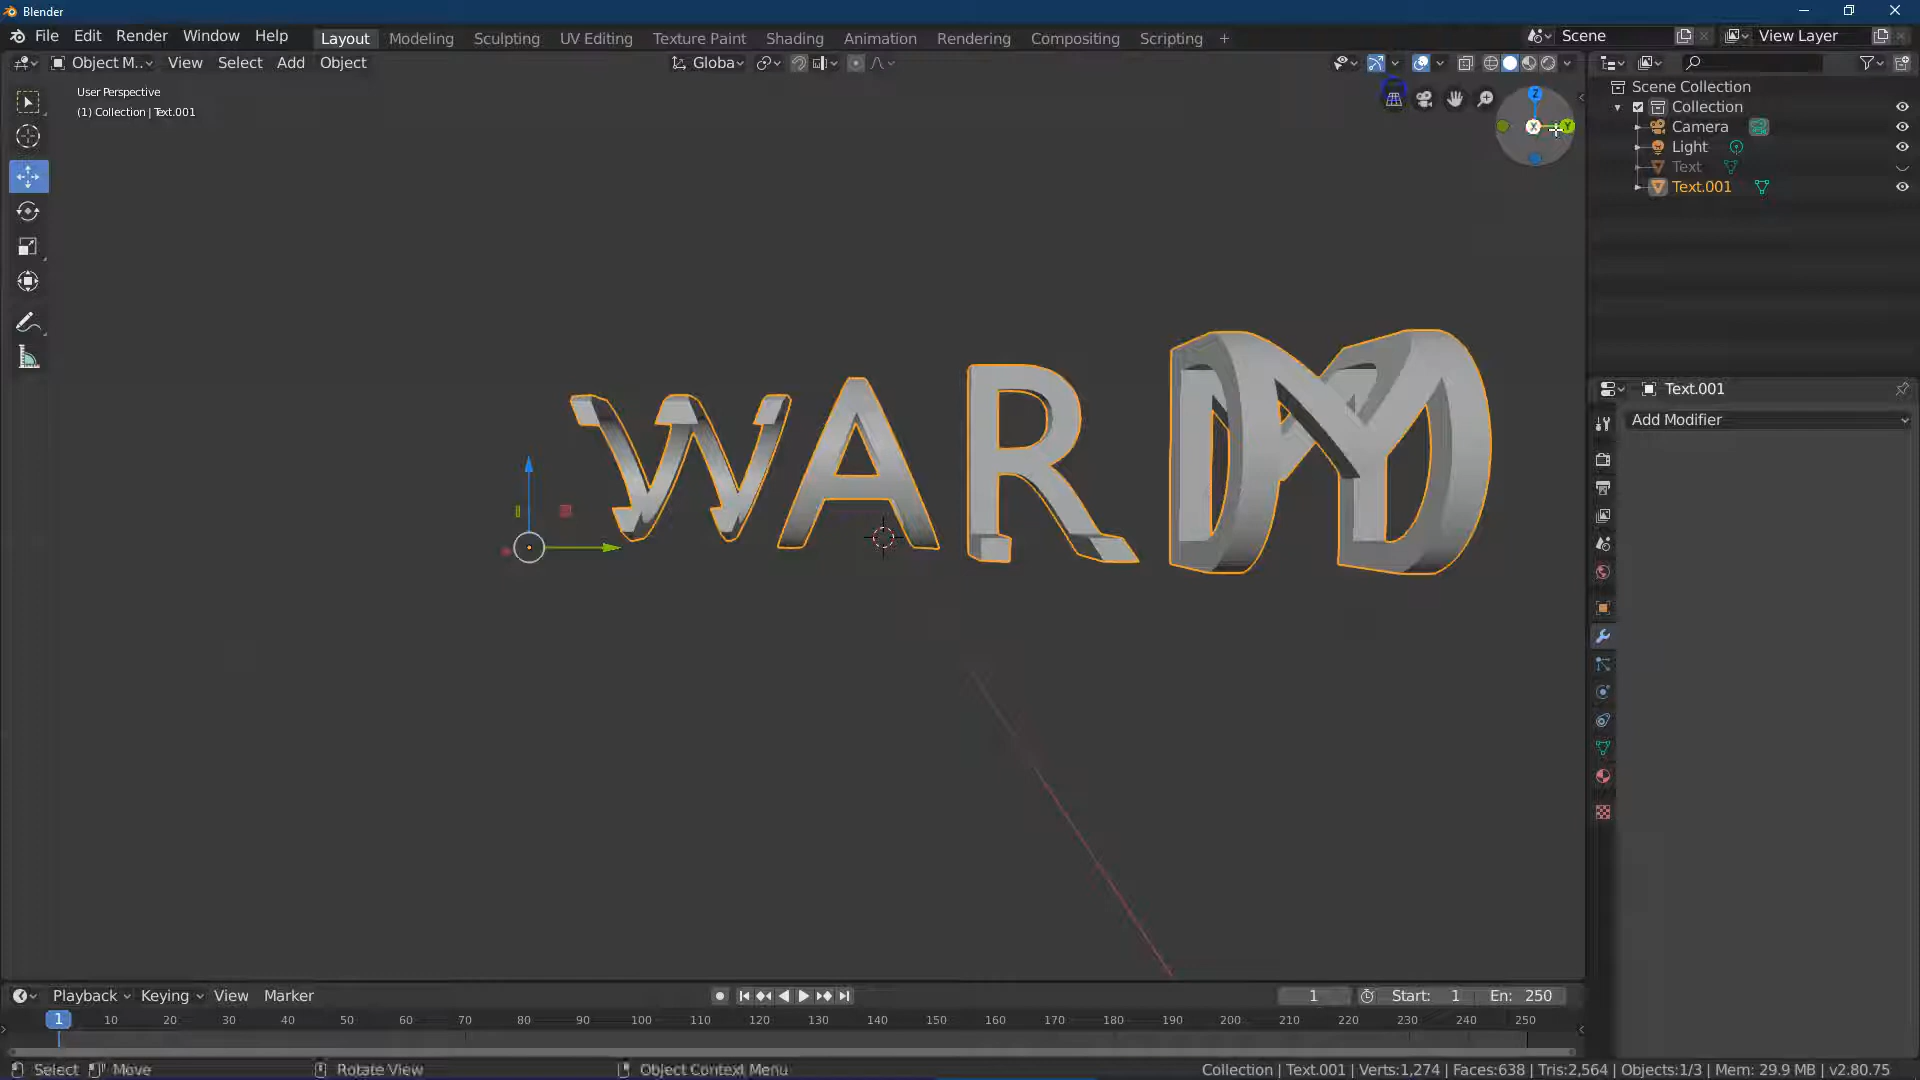 Blender
File Edit Render Window Help Layout Modeling Sculpting UV Editing Texture Paint Shading Animation Rendering Compositing Scripting + Scene View Layer
Object M.. View Select Add Object Globa
User Perspective
(1) Collection | Text.001
Z
X
Y
Scene Collection
Collection
Camera
Light
Text
Text.001
WAR
Text.001
Add Modifier
Playback Keying View Marker 1 Start: 1 En: 250
1 10 20 30 40 50 60 70 80 90 100 110 120 130 140 150 160 170 180 190 200 210 220 230 240 250
Select Move Rotate View Object Context Menu Collection | Text.001 | Verts:1,274 | Faces:638 | Tris:2,564 | Objects:1/3 | Mem: 29.9 MB | v2.80.75